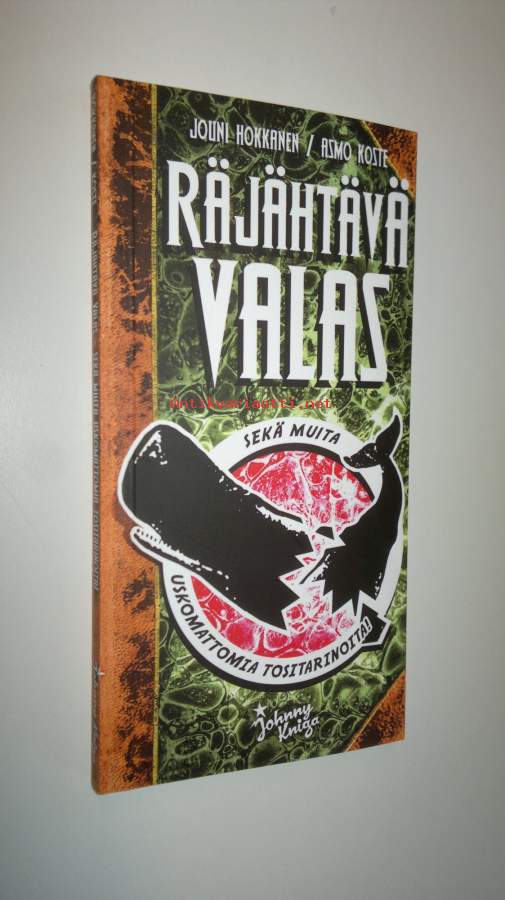 JOUNI HOKKANEN / ASMO KOSTE
RÄJÄHTÄVÄ
VALAS
Antikvariaatti.net
SEKÄ MUITA
USKOMATTOMIA TOSITARINOITA!
Johnny
Kniga